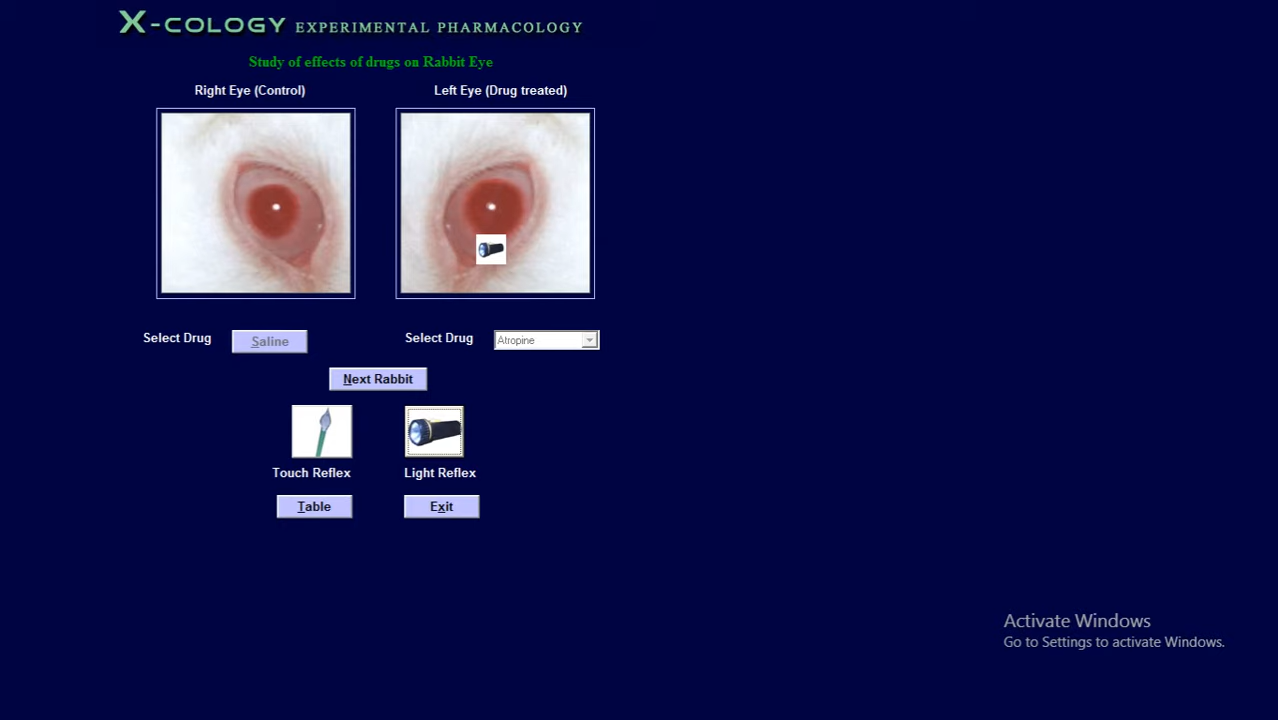 X-COLOGY EXPERIMENTAL PHARMACOLOGY
Study of effects of drugs on Rabbit Eye
Right Eye (Control) Left Eye (Drug treated)
Select Drug Saline Select Drug Atropine
Next Rabbit
Touch Reflex Light Reflex
Table Exit
Activate Windows
Go to Settings to activate Windows.